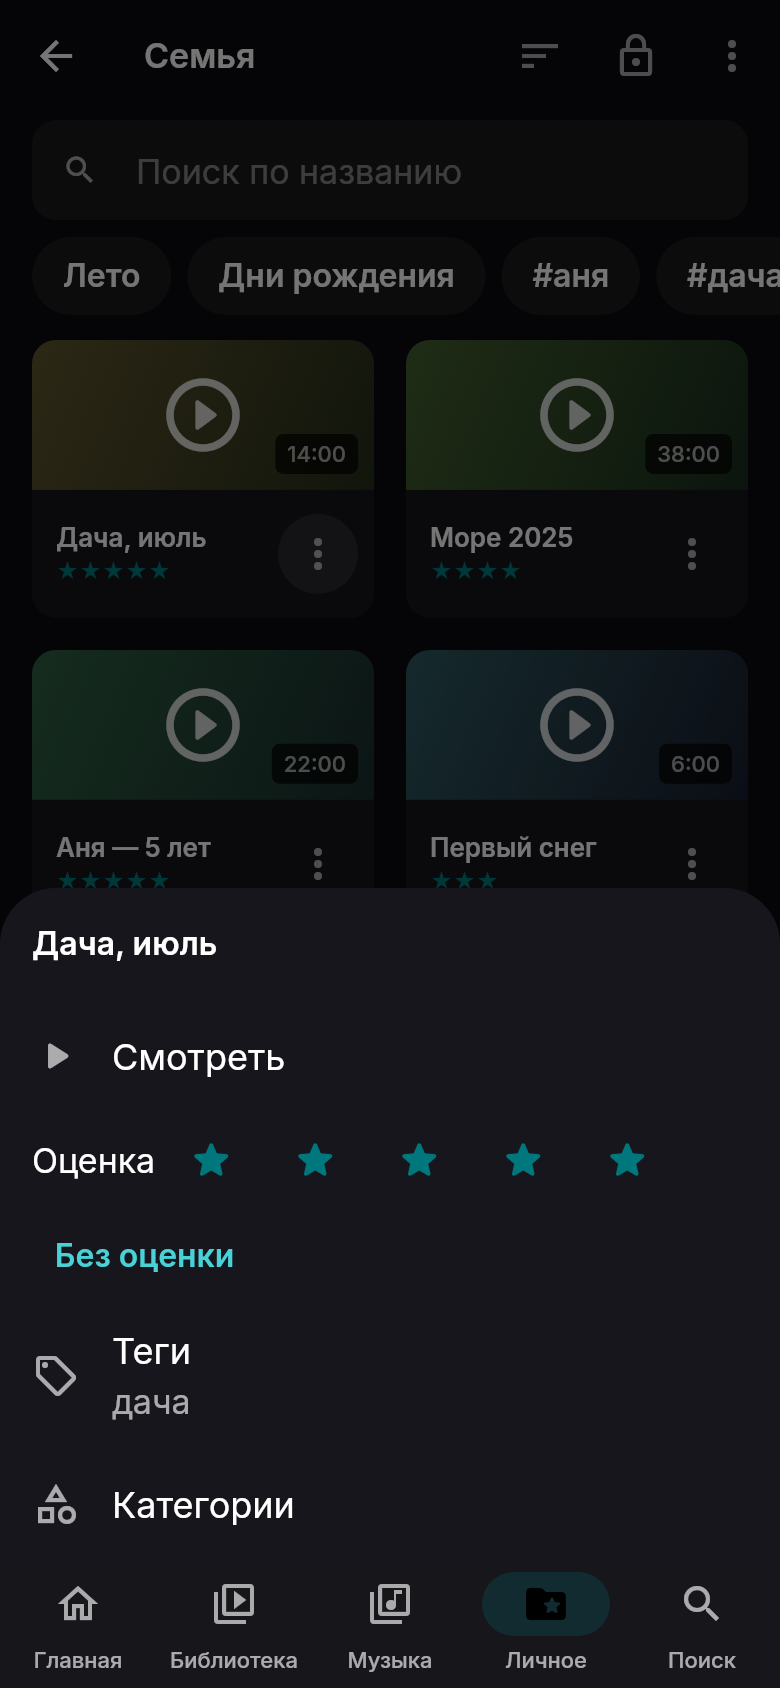 Семья
Поиск по названию
Лето
Дни рождения
#аня
#дача
14:00
38:00
Дача, июль
Море 2025
22:00
6:00
Аня — 5 лет
Первый снег
Дача, июль
Смотреть
Оценка
Без оценки
Теги
дача
Категории
Главная
Библиотека
Музыка
Личное
Поиск